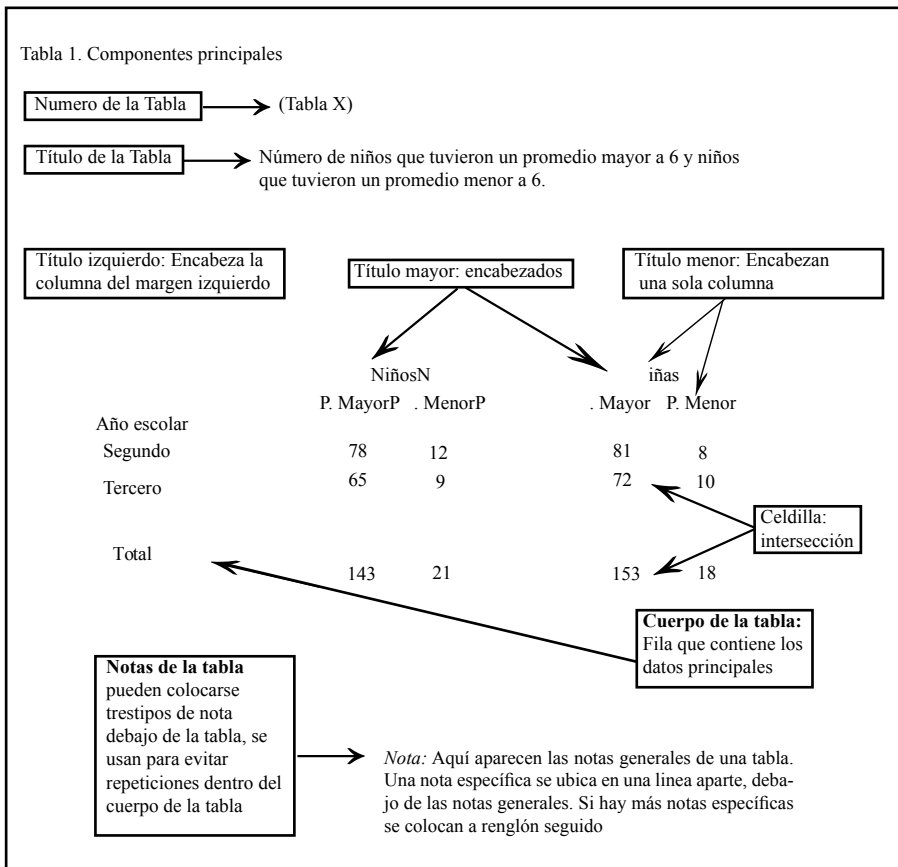 Tabla 1. Componentes principales
Numero de la Tabla
(Tabla X)
Título de la Tabla
Número de niños que tuvieron un promedio mayor a 6 y niños
que tuvieron un promedio menor a 6.
Título izquierdo: Encabeza la
columna del margen izquierdo
Título mayor: encabezados
Título menor: Encabezan
una sola columna
NiñosN iñas
P. MayorP . MenorP . Mayor P. Menor
Año escolar
Segundo 78 12 81 8
Tercero 65 9 72 10
Celdilla:
intersección
Total
143 21 153 18
Cuerpo de la tabla:
Fila que contiene los
datos principales
Notas de la tabla
pueden colocarse
trestipos de nota
debajo de la tabla, se
usan para evitar
repeticiones dentro del
cuerpo de la tabla
Nota: Aquí aparecen las notas generales de una tabla.
Una nota específica se ubica en una linea aparte, deba-
jo de las notas generales. Si hay más notas específicas
se colocan a renglón seguido